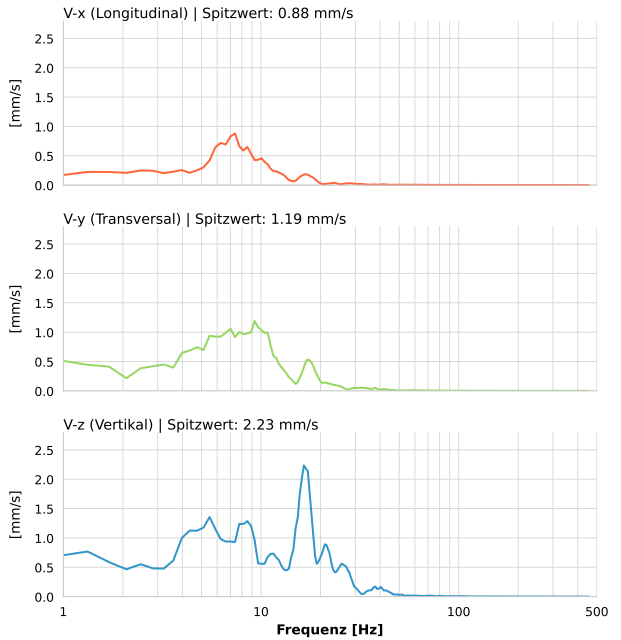 V-x (Longitudinal) | Spitzwert: 0.88 mm/s
2.5
2.0
1.5
1.0
0.5
0.0
[mm/s]
V-y (Transversal) | Spitzwert: 1.19 mm/s
2.5
2.0
1.5
1.0
0.5
0.0
[mm/s]
V-z (Vertikal) | Spitzwert: 2.23 mm/s
2.5
2.0
1.5
1.0
0.5
0.0
[mm/s]
1 10 100 500
Frequenz [Hz]